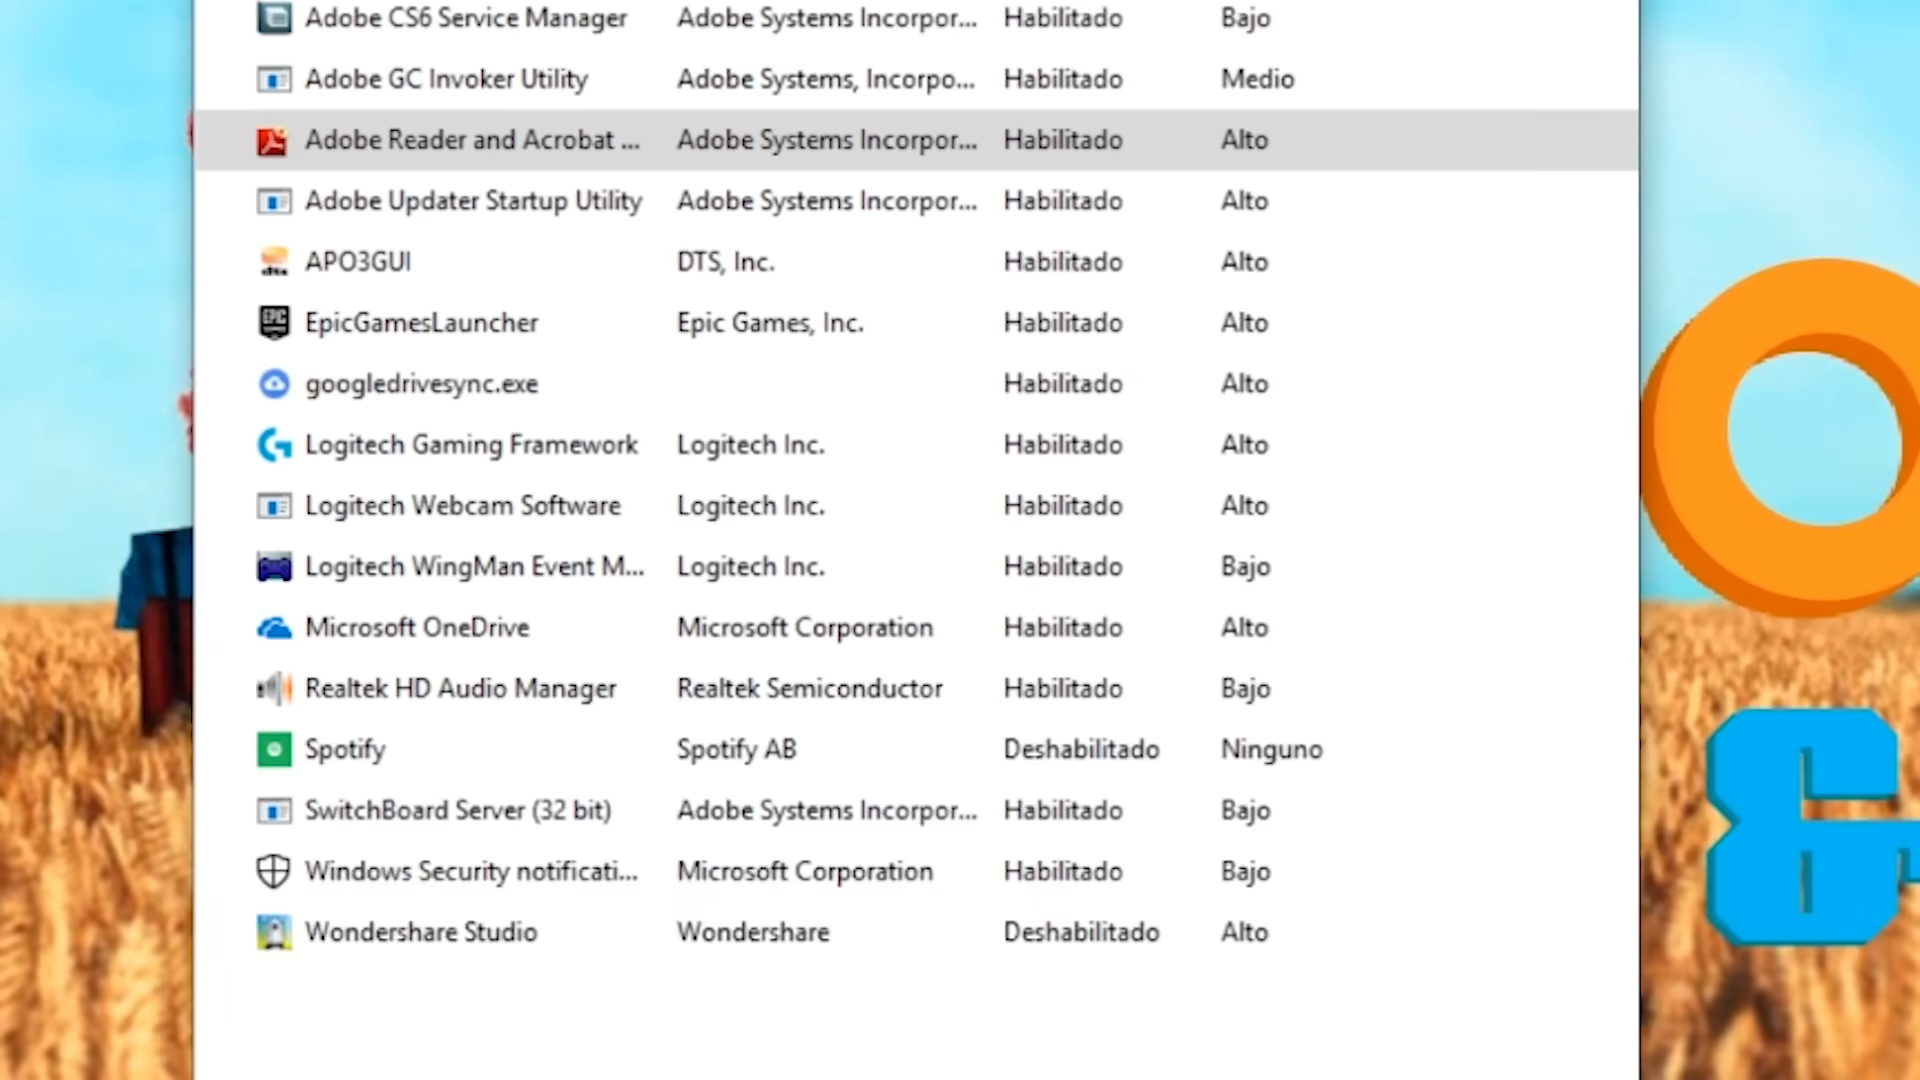 Adobe CS6 Service Manager Adobe Systems Incorpor... Habilitado Bajo
Adobe GC Invoker Utility Adobe Systems, Incorpo... Habilitado Medio
Adobe Reader and Acrobat ... Adobe Systems Incorpor... Habilitado Alto
Adobe Updater Startup Utility Adobe Systems Incorpor... Habilitado Alto
APO3GUI DTS, Inc. Habilitado Alto
EpicGamesLauncher Epic Games, Inc. Habilitado Alto
googledrivesync.exe Habilitado Alto
Logitech Gaming Framework Logitech Inc. Habilitado Alto
Logitech Webcam Software Logitech Inc. Habilitado Alto
Logitech WingMan Event M... Logitech Inc. Habilitado Bajo
Microsoft OneDrive Microsoft Corporation Habilitado Alto
Realtek HD Audio Manager Realtek Semiconductor Habilitado Bajo
Spotify Spotify AB Deshabilitado Ninguno
SwitchBoard Server (32 bit) Adobe Systems Incorpor... Habilitado Bajo
Windows Security notificati... Microsoft Corporation Habilitado Bajo
Wondershare Studio Wondershare Deshabilitado Alto
O
&